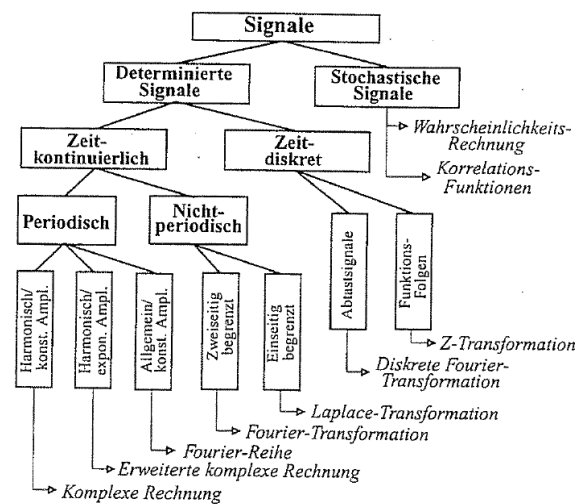 Signale
Determinierte
Signale
Stochastische
Signale
Wahrscheinlichkeits-
Rechnung
Korrelations-
Funktionen
Zeit-
kontinuierlich
Zeit-
diskret
Periodisch
Nicht-
periodisch
Harmonisch/
konst. Ampl.
Harmonisch/
expon. Ampl.
Allgemein/
konst. Ampl.
Zweiseitig
begrenzt
Einseitig
begrenzt
Abtastsignale
Funktions-
Folgen
Z-Transformation
Diskrete Fourier-
Transformation
Laplace-Transformation
Fourier-Transformation
Fourier-Reihe
Erweiterte komplexe Rechnung
Komplexe Rechnung